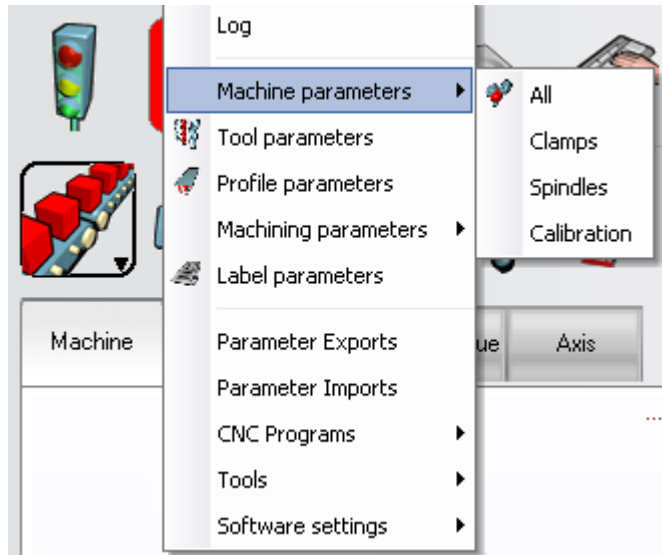 Log
Machine parameters
All
Tool parameters
Clamps
Profile parameters
Spindles
Machining parameters
Calibration
Label parameters
Machine
Parameter Exports
ue
Axis
Parameter Imports
...
CNC Programs
Tools
Software settings